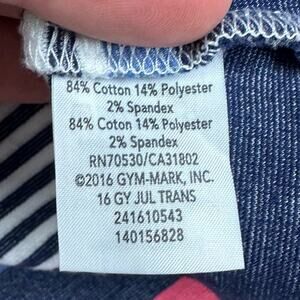 84% Cotton 14% Polyester
2% Spandex
84% Coton 14% Polyester
2% Spandex
RN70530/CA31802
©2016 GYM-MARK, INC.
16 GY JUL TRANS
241610543
140156828